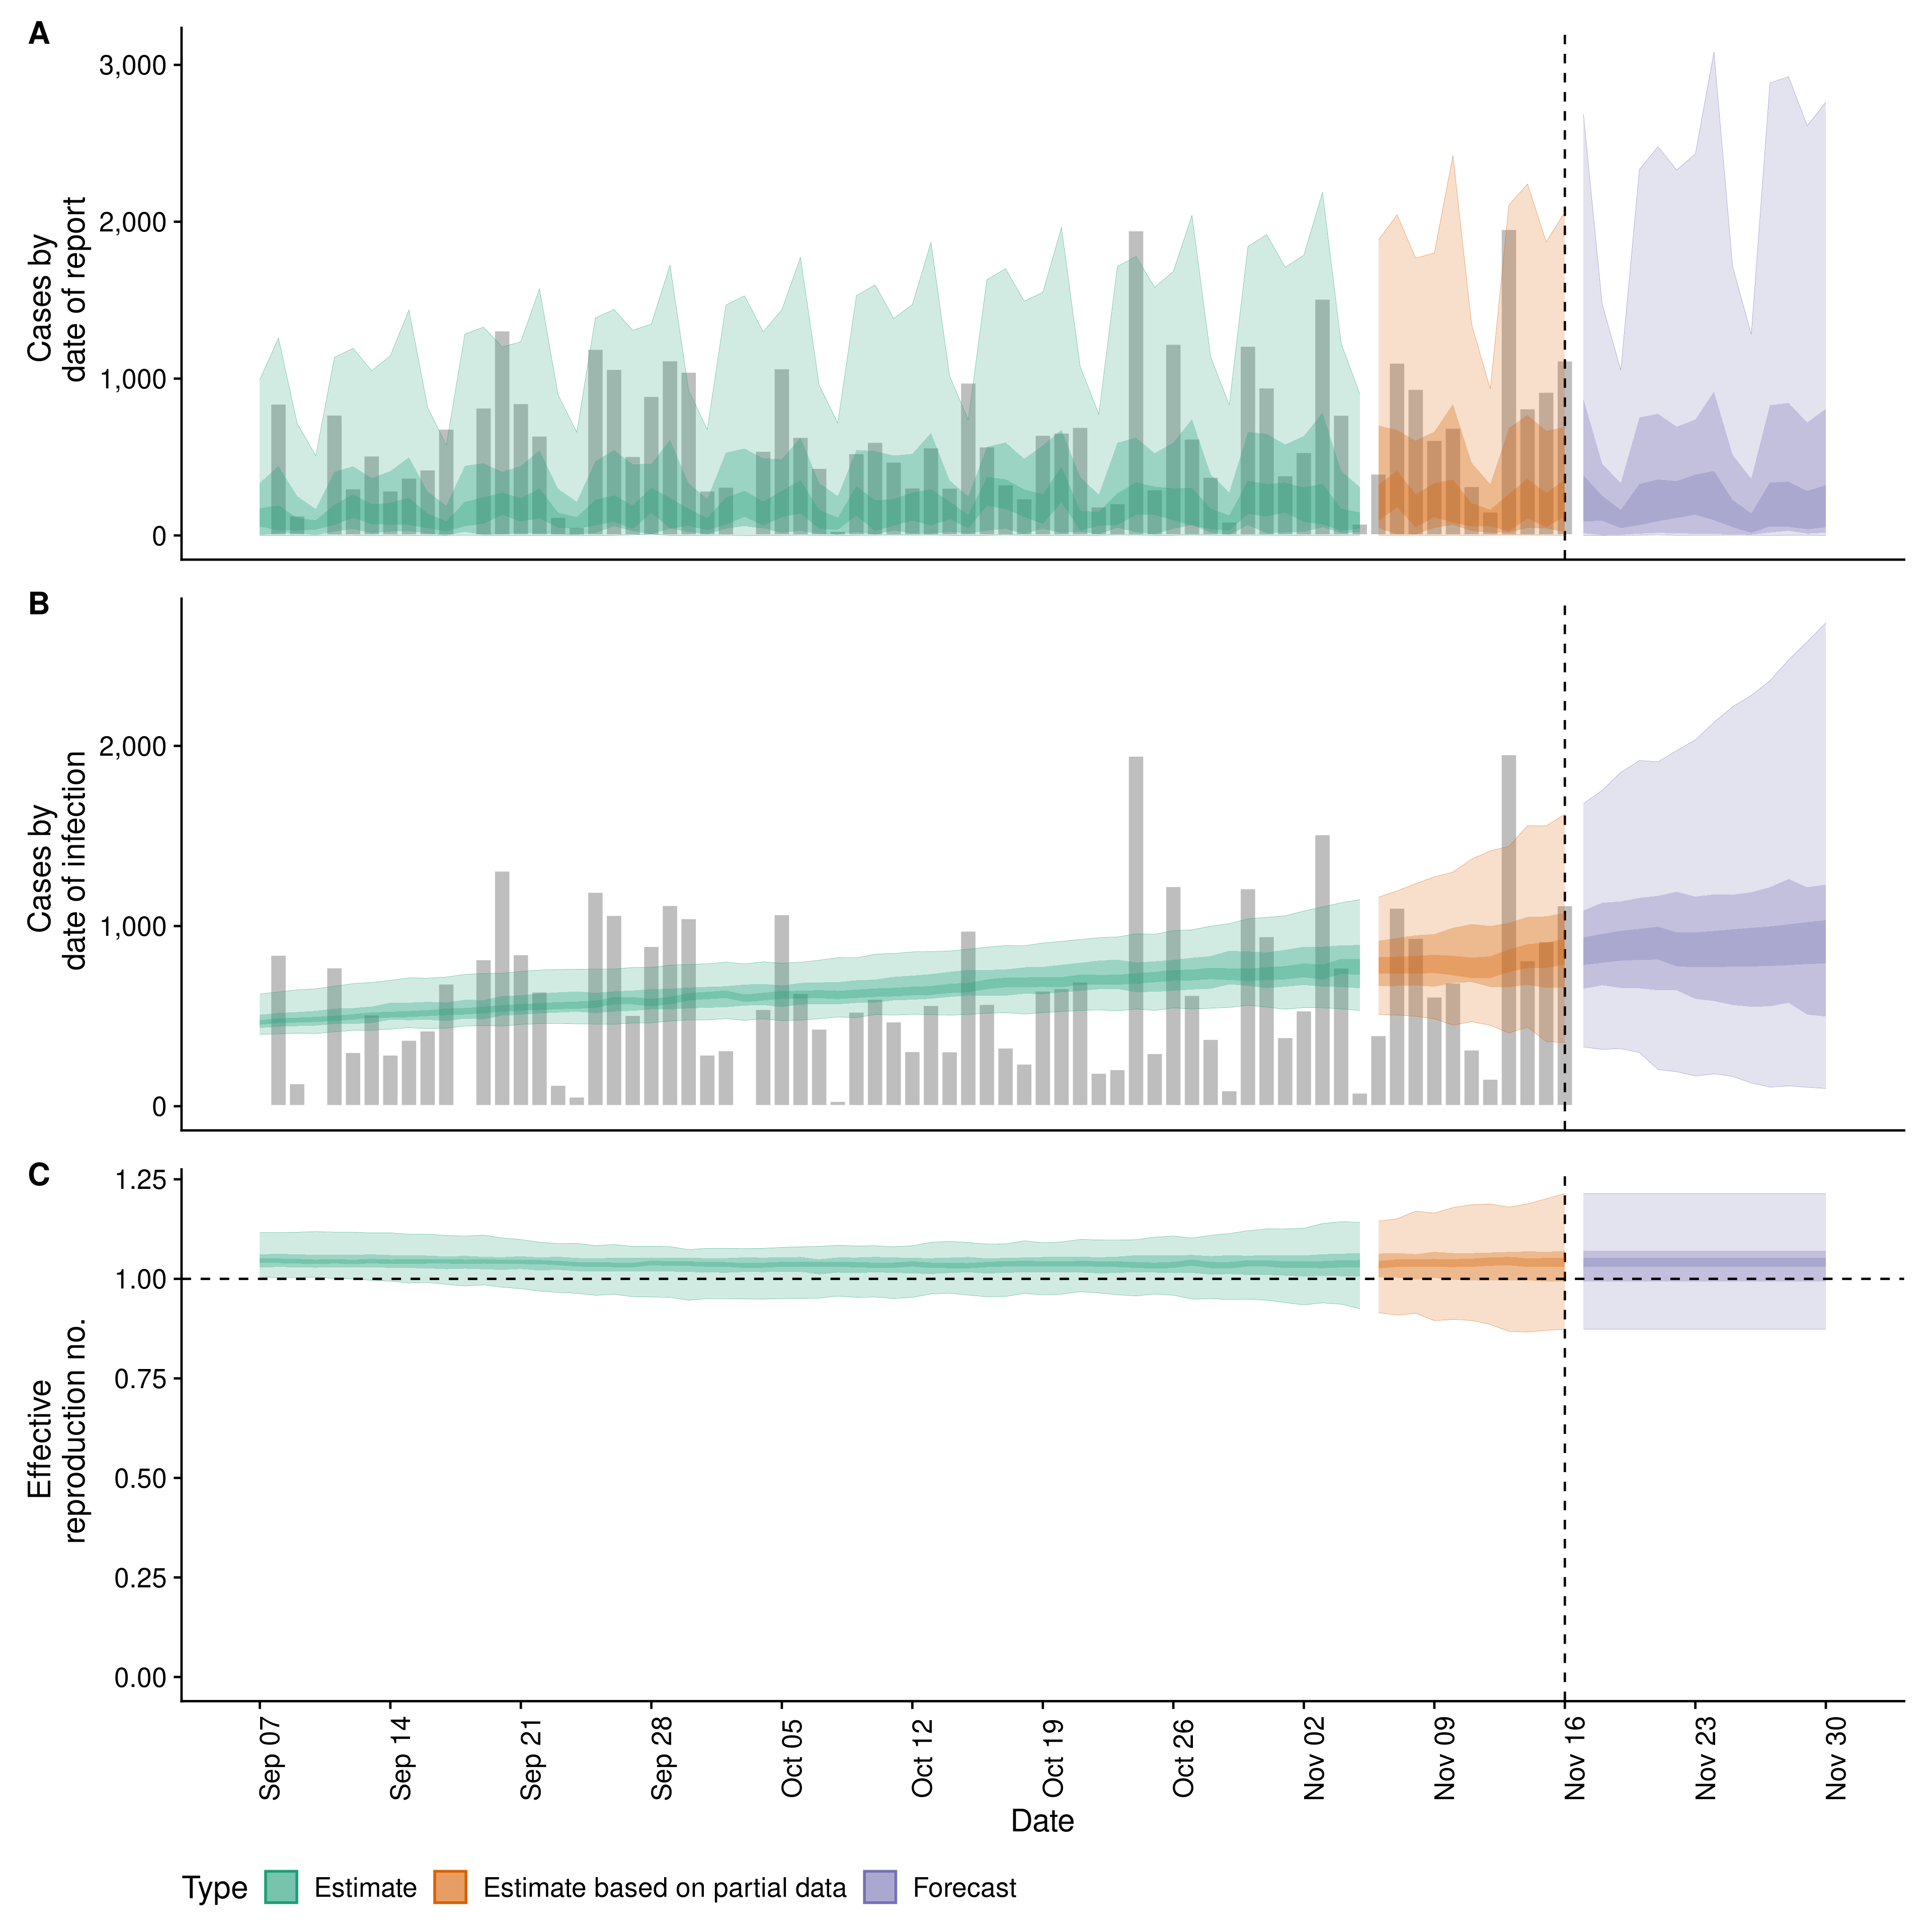 A
3,000
2,000
1,000
0
Cases by
date of report
B
2,000
1,000
0
Cases by
date of infection
C
1.25
1.00
0.75
0.50
0.25
0.00
Effective
reproduction no.
Sep 07
Sep 14
Sep 21
Sep 28
Oct 05
Oct 12
Oct 19
Oct 26
Nov 02
Nov 09
Nov 16
Nov 23
Nov 30
Date
Type Estimate Estimate based on partial data Forecast